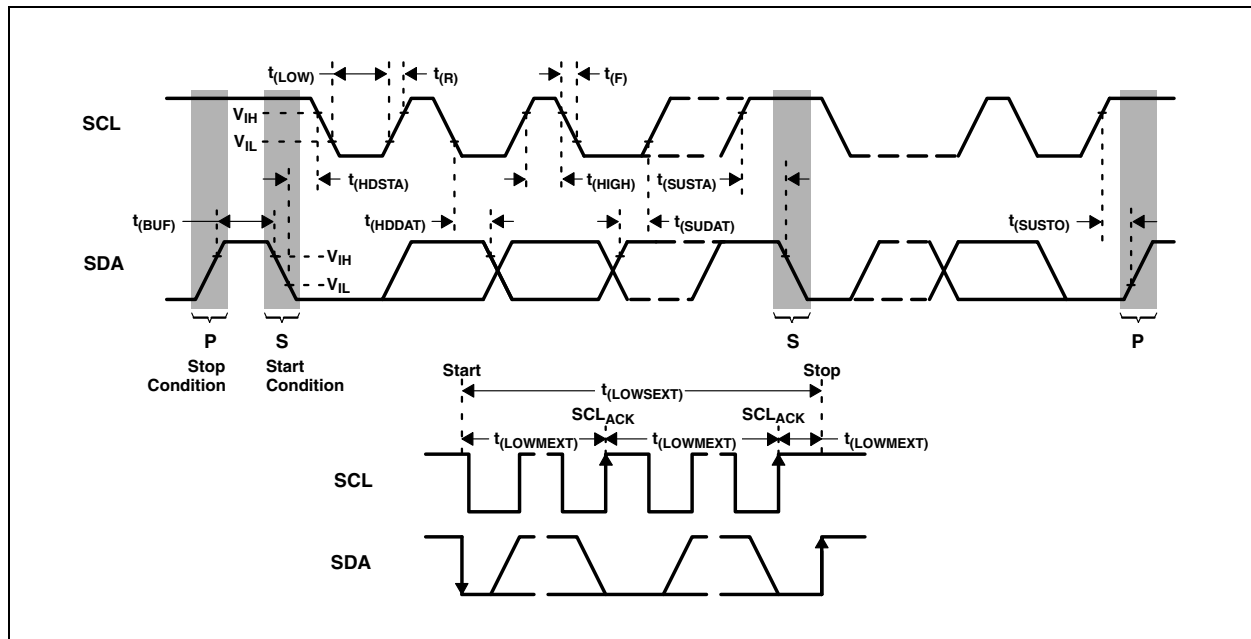 t(LOW) t(R) t(F)
SCL VIH
VIL
t(HDSTA) t(HIGH) t(SUSTA)
t(BUF) t(HDDAT) t(SUDAT) t(SUSTO)
SDA VIH
VIL
P S S P
Stop Condition Start Condition
Start Stop
t(LOWSEXT)
SCLACK SCLACK
t(LOWMEXT) t(LOWMEXT) t(LOWMEXT)
SCL
SDA